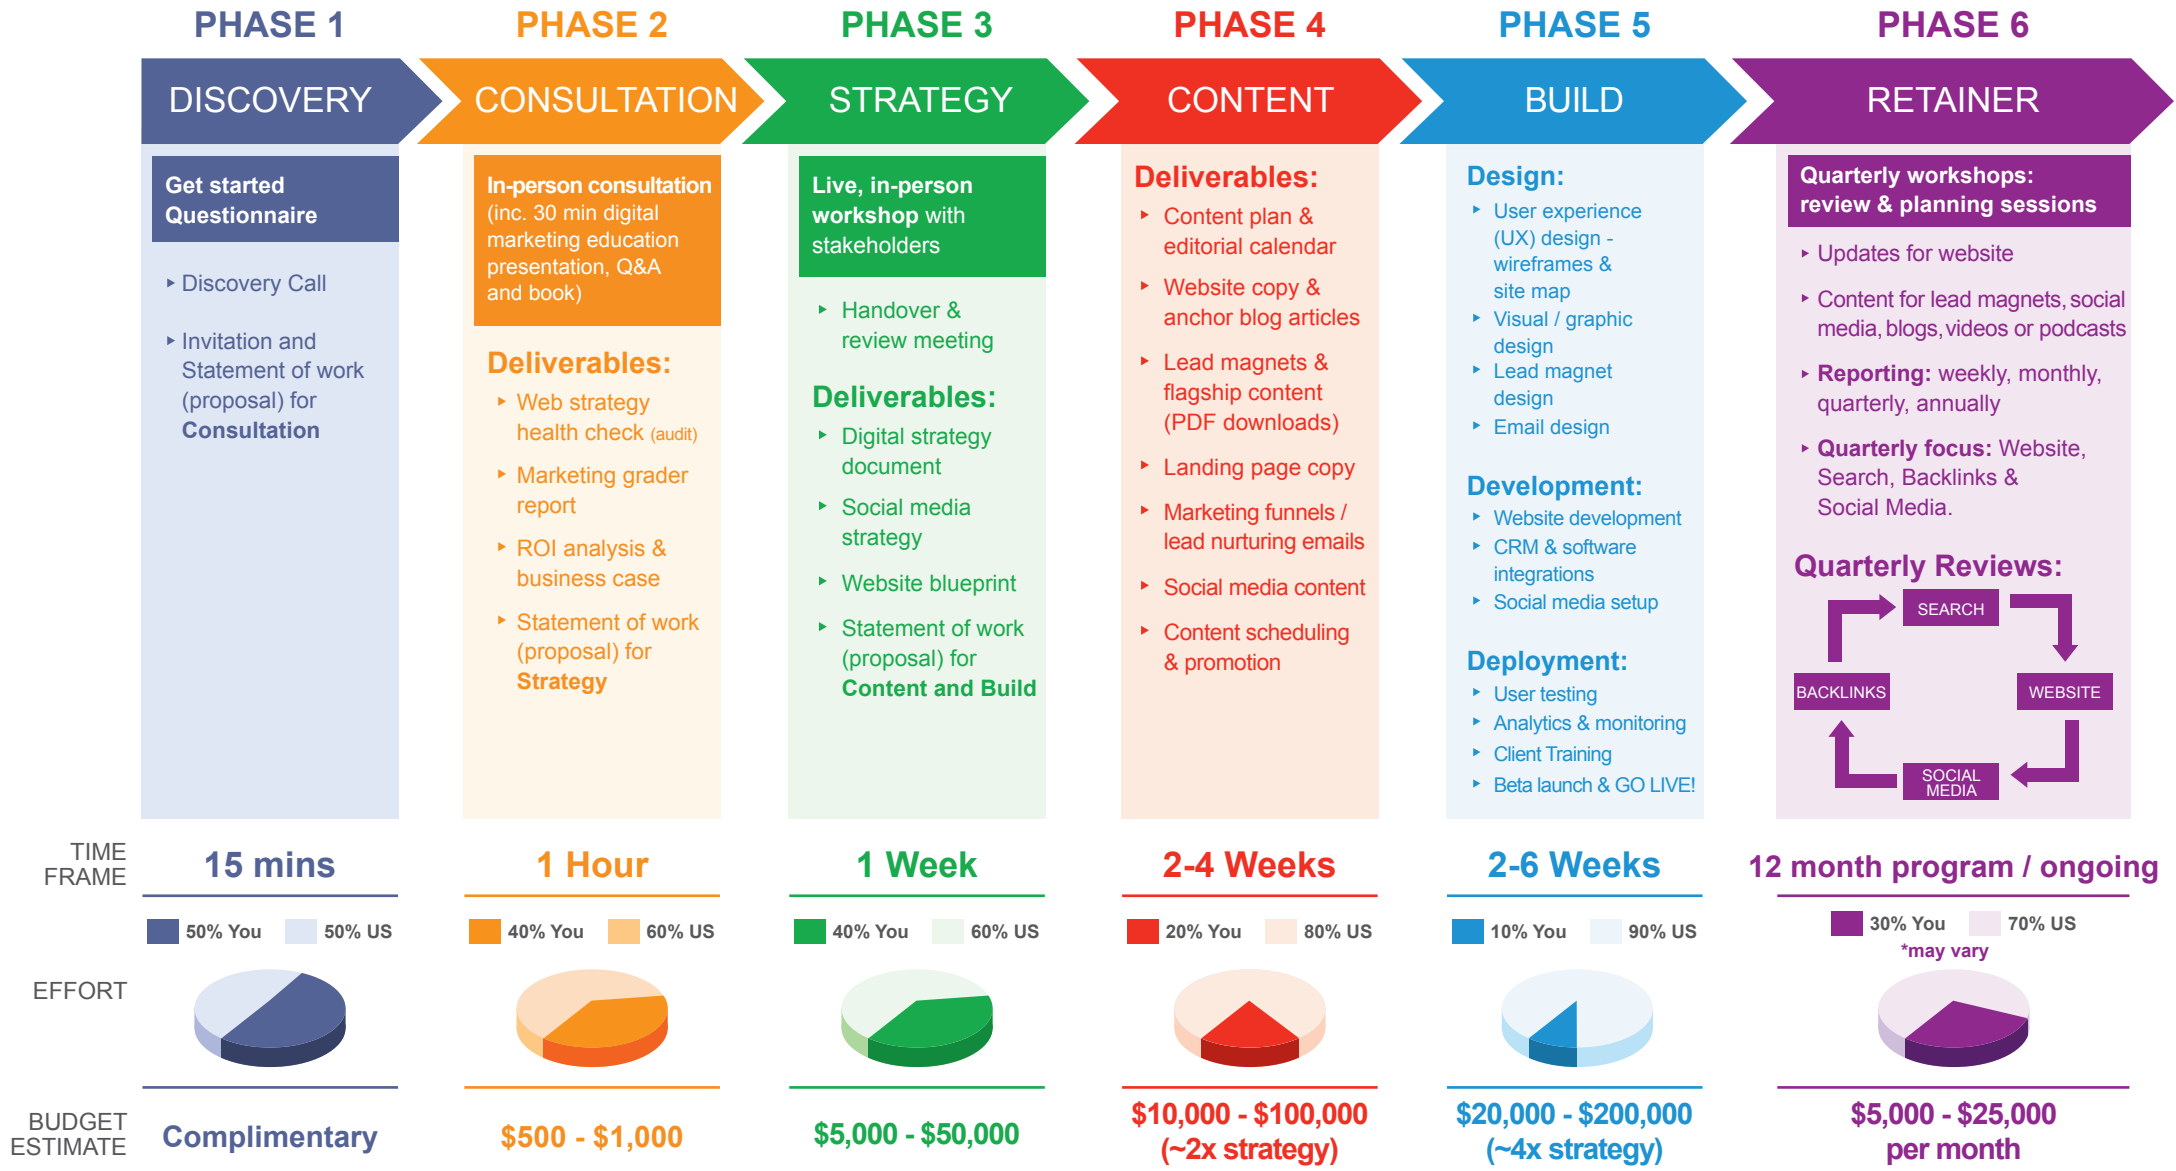 PHASE 1
DISCOVERY
Get started
Questionnaire
Discovery Call
Invitation and
Statement of work
(proposal) for
Consultation
PHASE 2
CONSULTATION
In-person consultation
(inc. 30 min digital
marketing education
presentation, Q&A
and book)
Deliverables:
Web strategy
health check (audit)
Marketing grader
report
ROI analysis &
business case
Statement of work
(proposal) for
Strategy
PHASE 3
STRATEGY
Live, in-person
workshop with
stakeholders
Handover &
review meeting
Deliverables:
Digital strategy
document
Social media
strategy
Website blueprint
Statement of work
(proposal) for
Content and Build
PHASE 4
CONTENT
Deliverables:
Content plan &
editorial calendar
Website copy &
anchor blog articles
Lead magnets &
flagship content
(PDF downloads)
Landing page copy
Marketing funnels /
lead nurturing emails
Social media content
Content scheduling
& promotion
PHASE 5
BUILD
Design:
User experience
(UX) design -
wireframes &
site map
Visual / graphic
design
Lead magnet
design
Email design
Development:
Website development
CRM & software
integrations
Social media setup
Deployment:
User testing
Analytics & monitoring
Client Training
Beta launch & GO LIVE!
PHASE 6
RETAINER
Quarterly workshops:
review & planning sessions
Updates for website
Content for lead magnets, social
media, blogs, videos or podcasts
Reporting: weekly, monthly,
quarterly, annually
Quarterly focus: Website,
Search, Backlinks &
Social Media.
Quarterly Reviews:
SEARCH
BACKLINKS
WEBSITE
SOCIAL
MEDIA
TIME
FRAME
15 mins
1 Hour
1 Week
2-4 Weeks
2-6 Weeks
12 month program / ongoing
EFFORT
50% You 50% US
40% You 60% US
40% You 60% US
20% You 80% US
10% You 90% US
30% You 70% US
*may vary
BUDGET
ESTIMATE
Complimentary
$500 - $1,000
$5,000 - $50,000
$10,000 - $100,000
(~2x strategy)
$20,000 - $200,000
(~4x strategy)
$5,000 - $25,000
per month